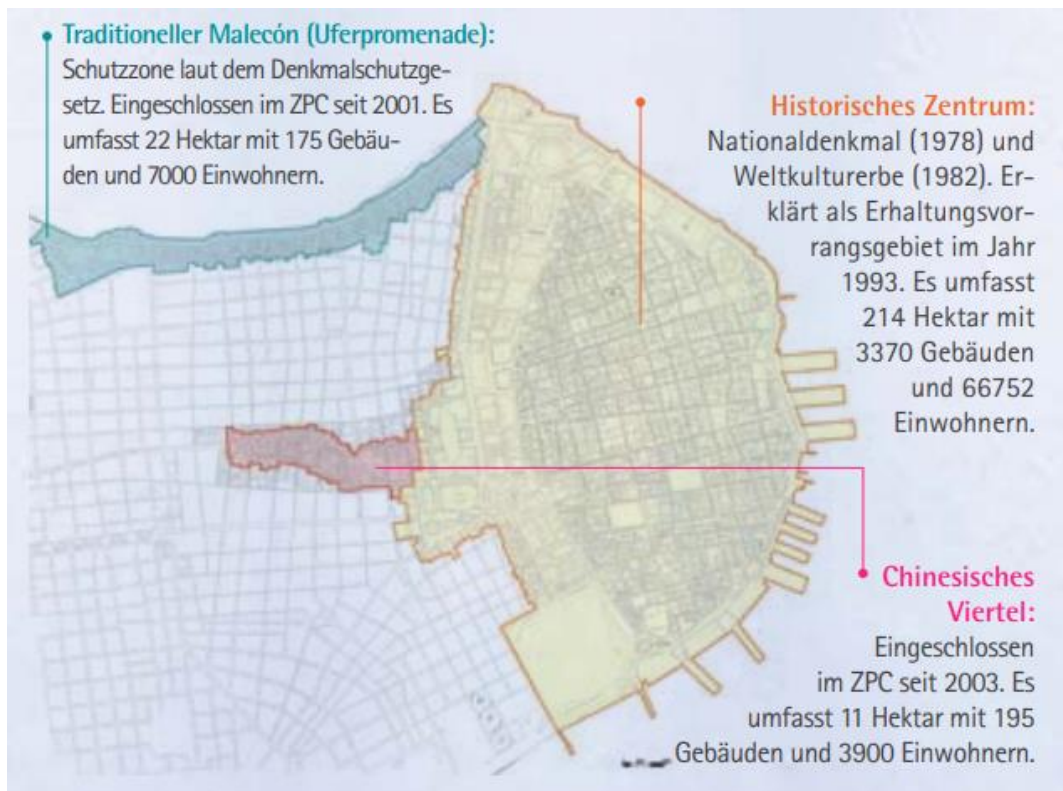 Traditioneller Malecón (Uferpromenade):
Schutzzone laut dem Denkmalschutzge-
setz. Eingeschlossen im ZPC seit 2001. Es
umfasst 22 Hektar mit 175 Gebäu-
den und 7000 Einwohnern.
Historisches Zentrum:
Nationaldenkmal (1978) und
Weltkulturerbe (1982). Er-
klärt als Erhaltungsvor-
rangsgebiet im Jahr
1993. Es umfasst
214 Hektar mit
3370 Gebäuden
und 66752
Einwohnern.
Chinesisches
Viertel:
Eingeschlossen
im ZPC seit 2003. Es
umfasst 11 Hektar mit 195
Gebäuden und 3900 Einwohnern.